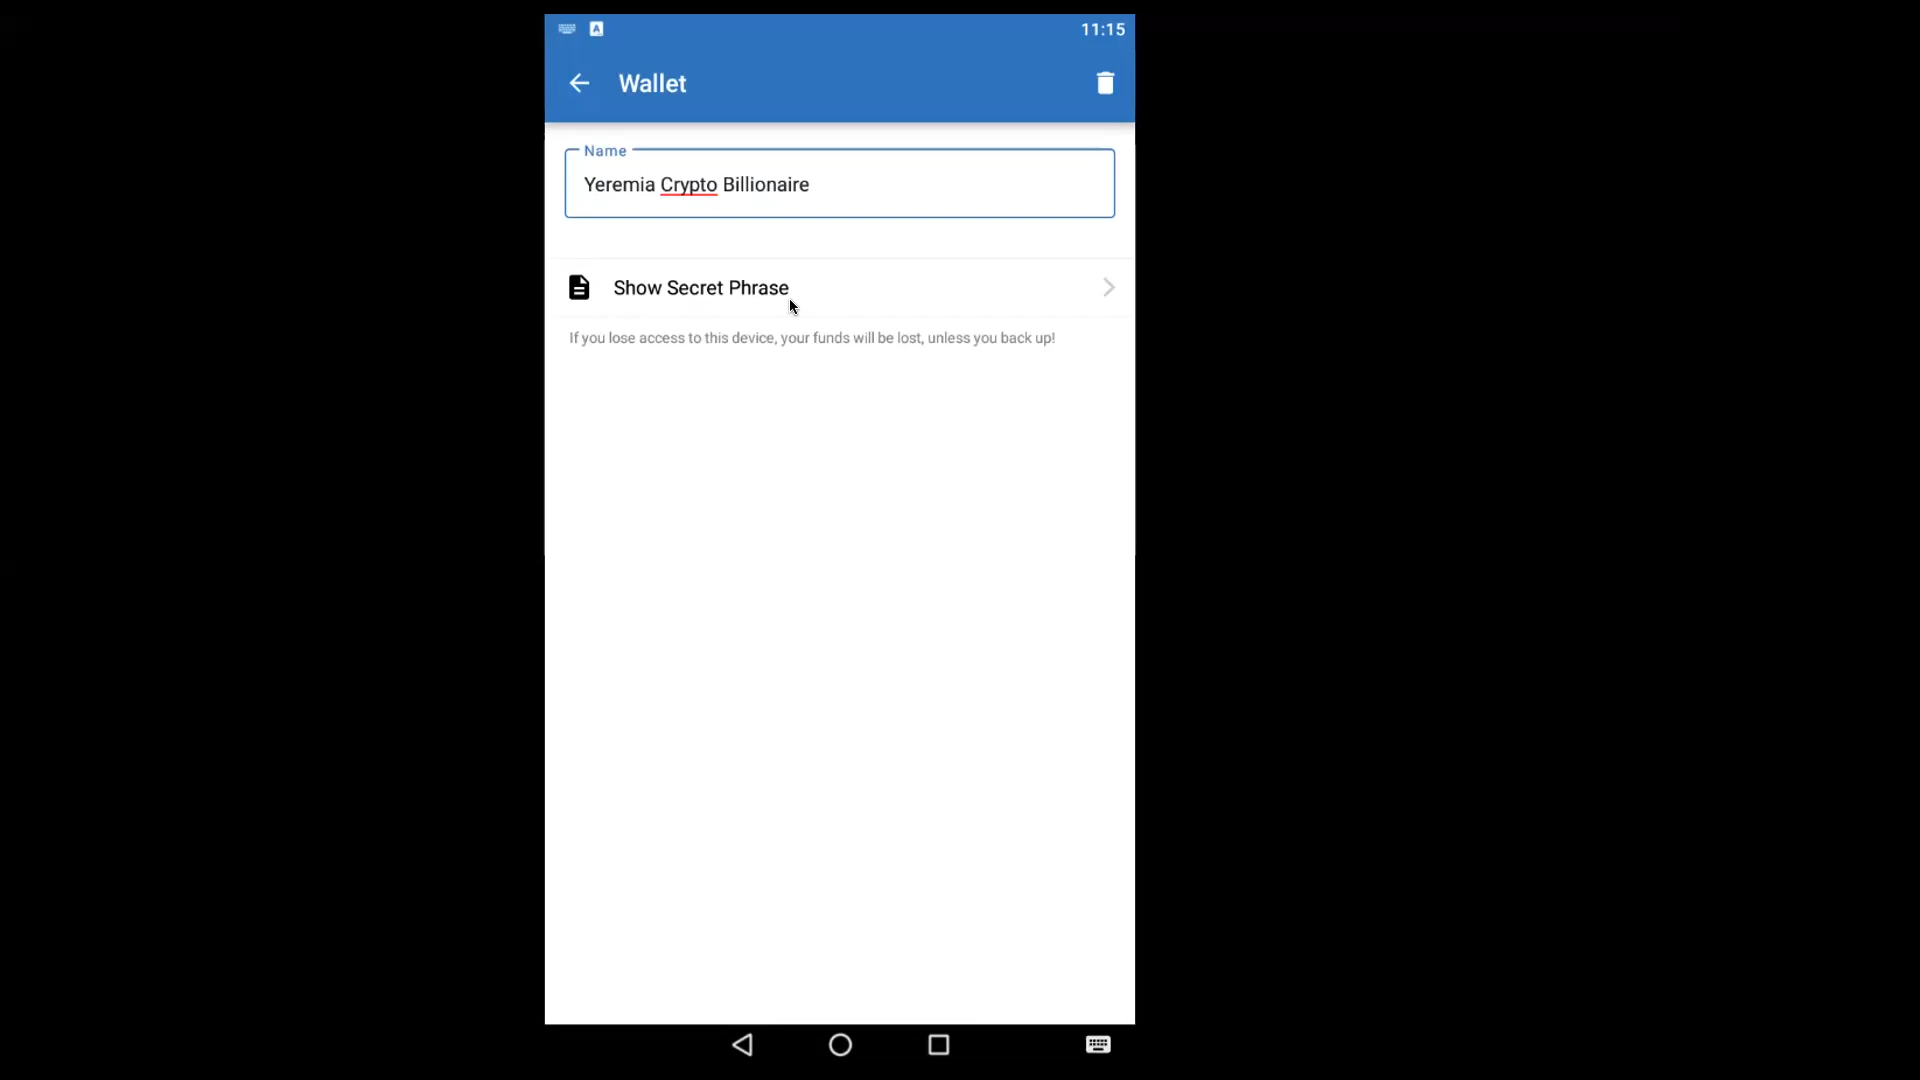 11:15
Wallet
Name
Yeremia Crypto Billionaire
Show Secret Phrase
If you lose access to this device, your funds will be lost, unless you back up!